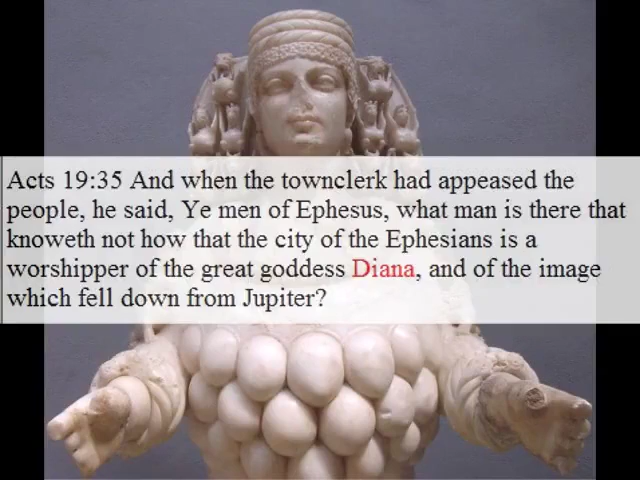 Acts 19:35 And when the townclerk had appeased the
people, he said, Ye men of Ephesus, what man is there that
knoweth not how that the city of the Ephesians is a
worshipper of the great goddess Diana, and of the image
which fell down from Jupiter?